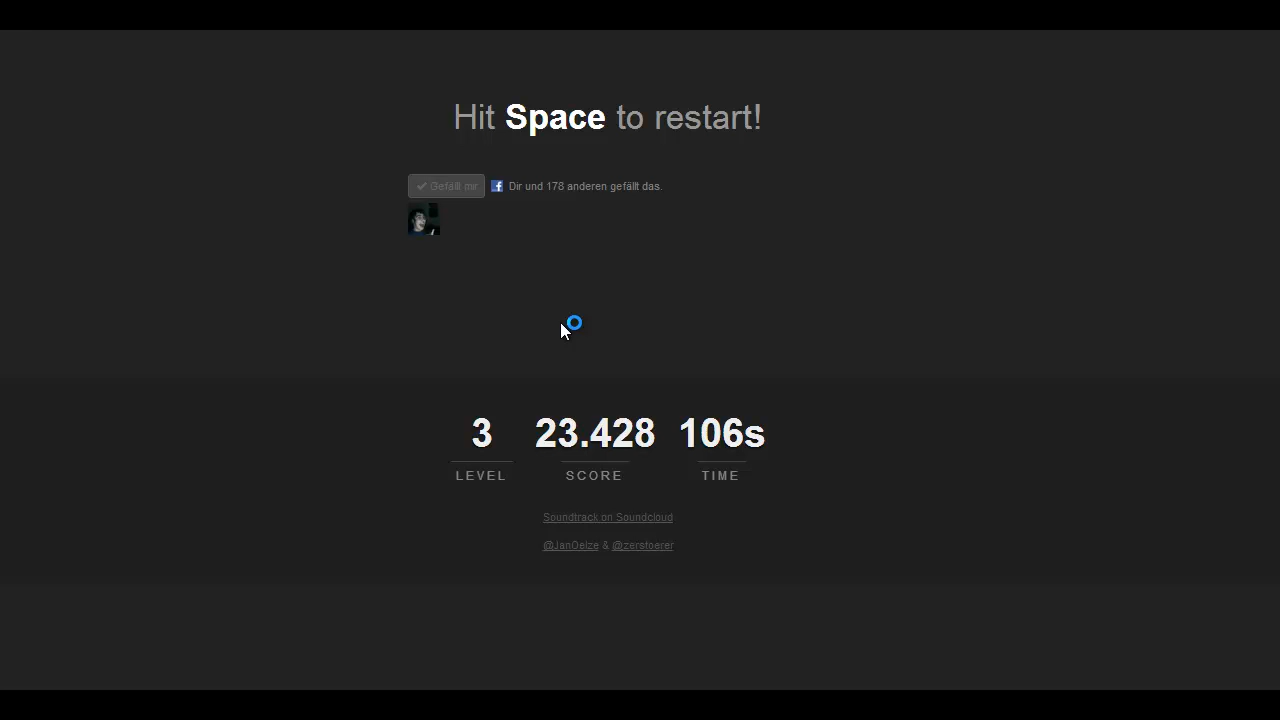 Hit Space to restart!
Gefällt mir
Dir und 178 anderen gefällt das.
3 23.428 106s
LEVEL SCORE TIME
Soundtrack on Soundcloud
@JanOelze & @zerstoerer